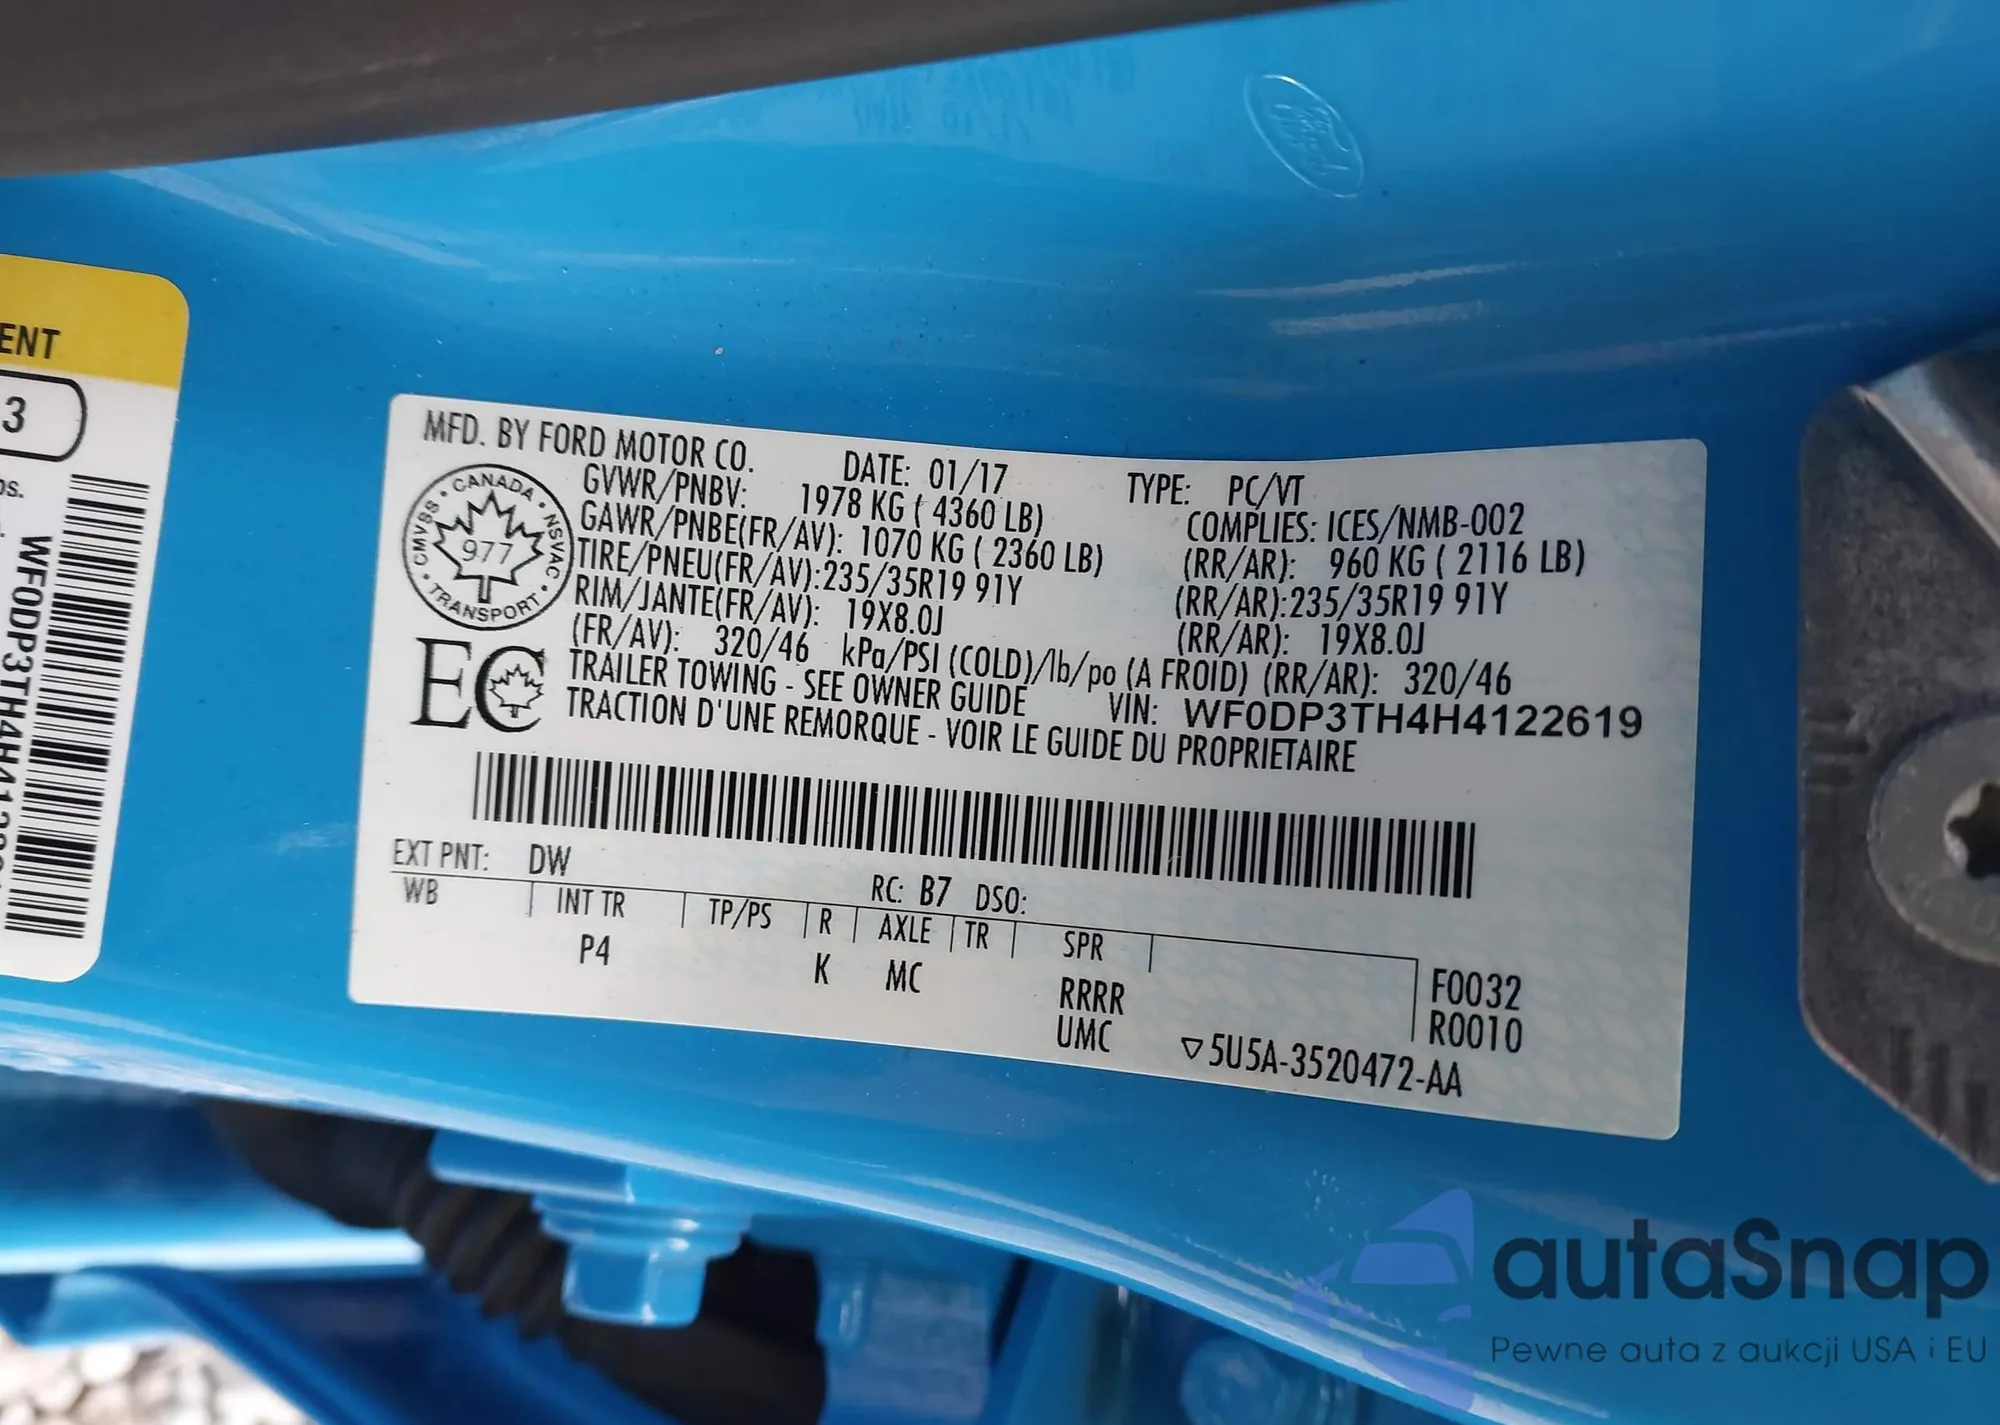 Ford
ENT
3
WF0DP3TH4H4122
MFD. BY FORD MOTOR CO.
DATE: 01/17
TYPE: PC/VT
GVWR/PNBV: 1978 KG ( 4360 LB)
COMPLIES: ICES/NMB-002
GAWR/PNBE(FR/AV): 1070 KG ( 2360 LB)
(RR/AR): 960 KG ( 2116 LB)
TIRE/PNEU(FR/AV):235/35R19 91Y
(RR/AR):235/35R19 91Y
RIM/JANTE(FR/AV): 19X8.0J
(RR/AR): 19X8.0J
(FR/AV): 320/46 kPa/PSI (COLD)/lb/po (A FROID) (RR/AR): 320/46
TRAILER TOWING - SEE OWNER GUIDE
VIN: WF0DP3TH4H4122619
TRACTION D'UNE REMORQUE - VOIR LE GUIDE DU PROPRIETAIRE
CANADA · NSVAC · TRANSPORT · CMVSS
977
EC
EXT PNT: DW
RC: B7 DSO:
WB INT TR TP/PS R AXLE TR SPR
P4 K MC RRRR
UMC
F0032
R0010
▽5U5A-3520472-AA
autaSnap
Pewne auta z aukcji USA i EU